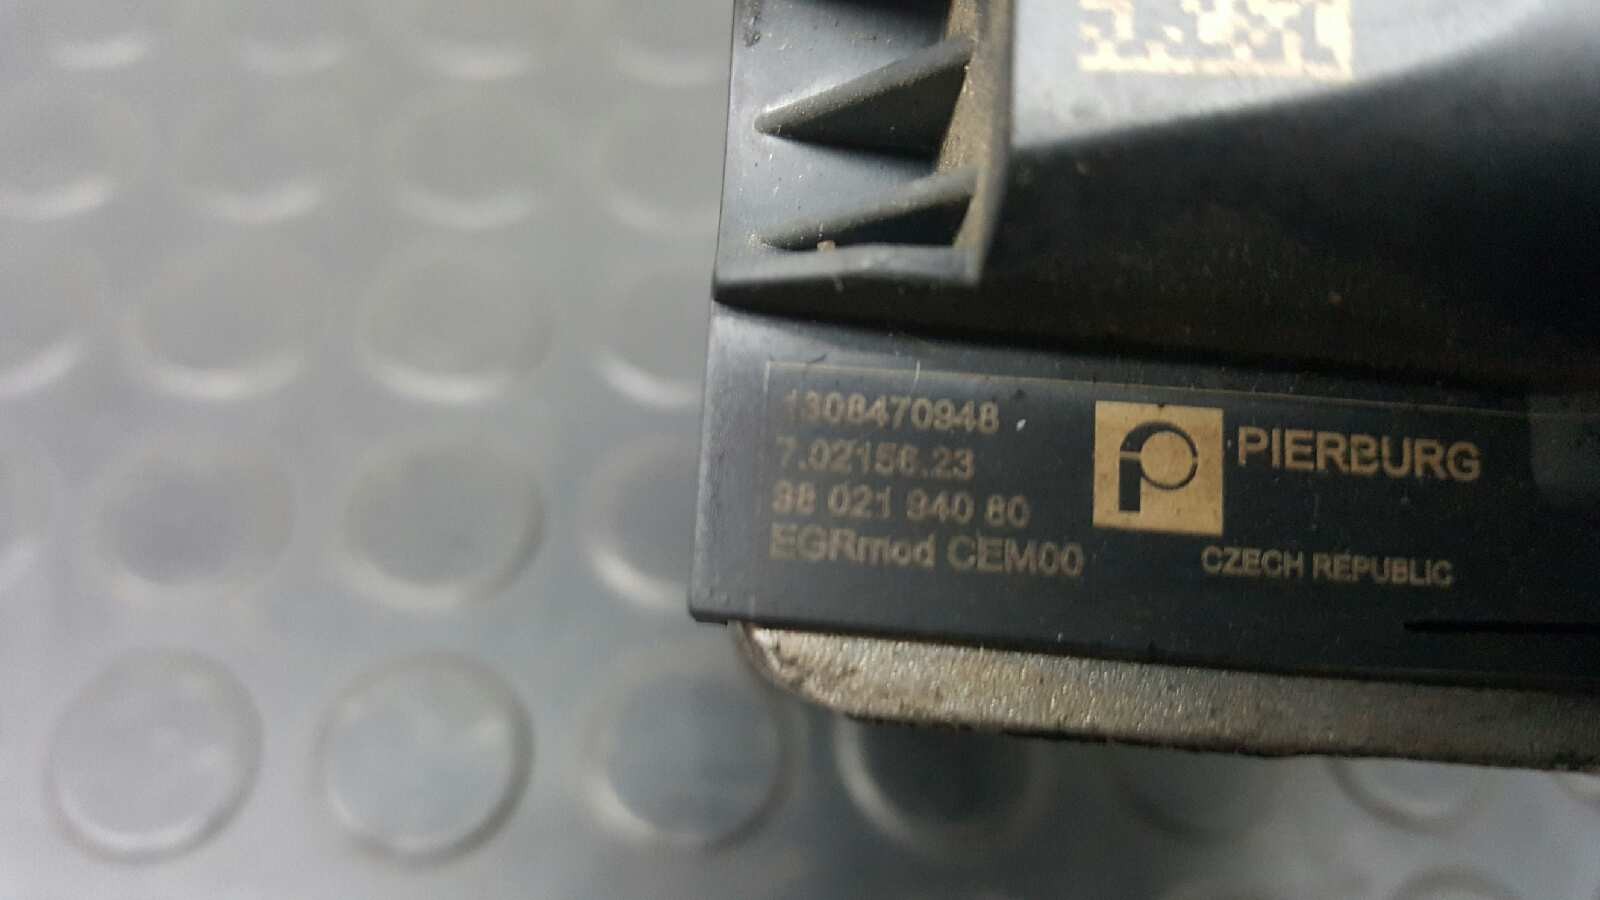 1308470948
7.02156.23
98 021 940 80
EGRmod CEM00
PIERBURG
CZECH REPUBLIC